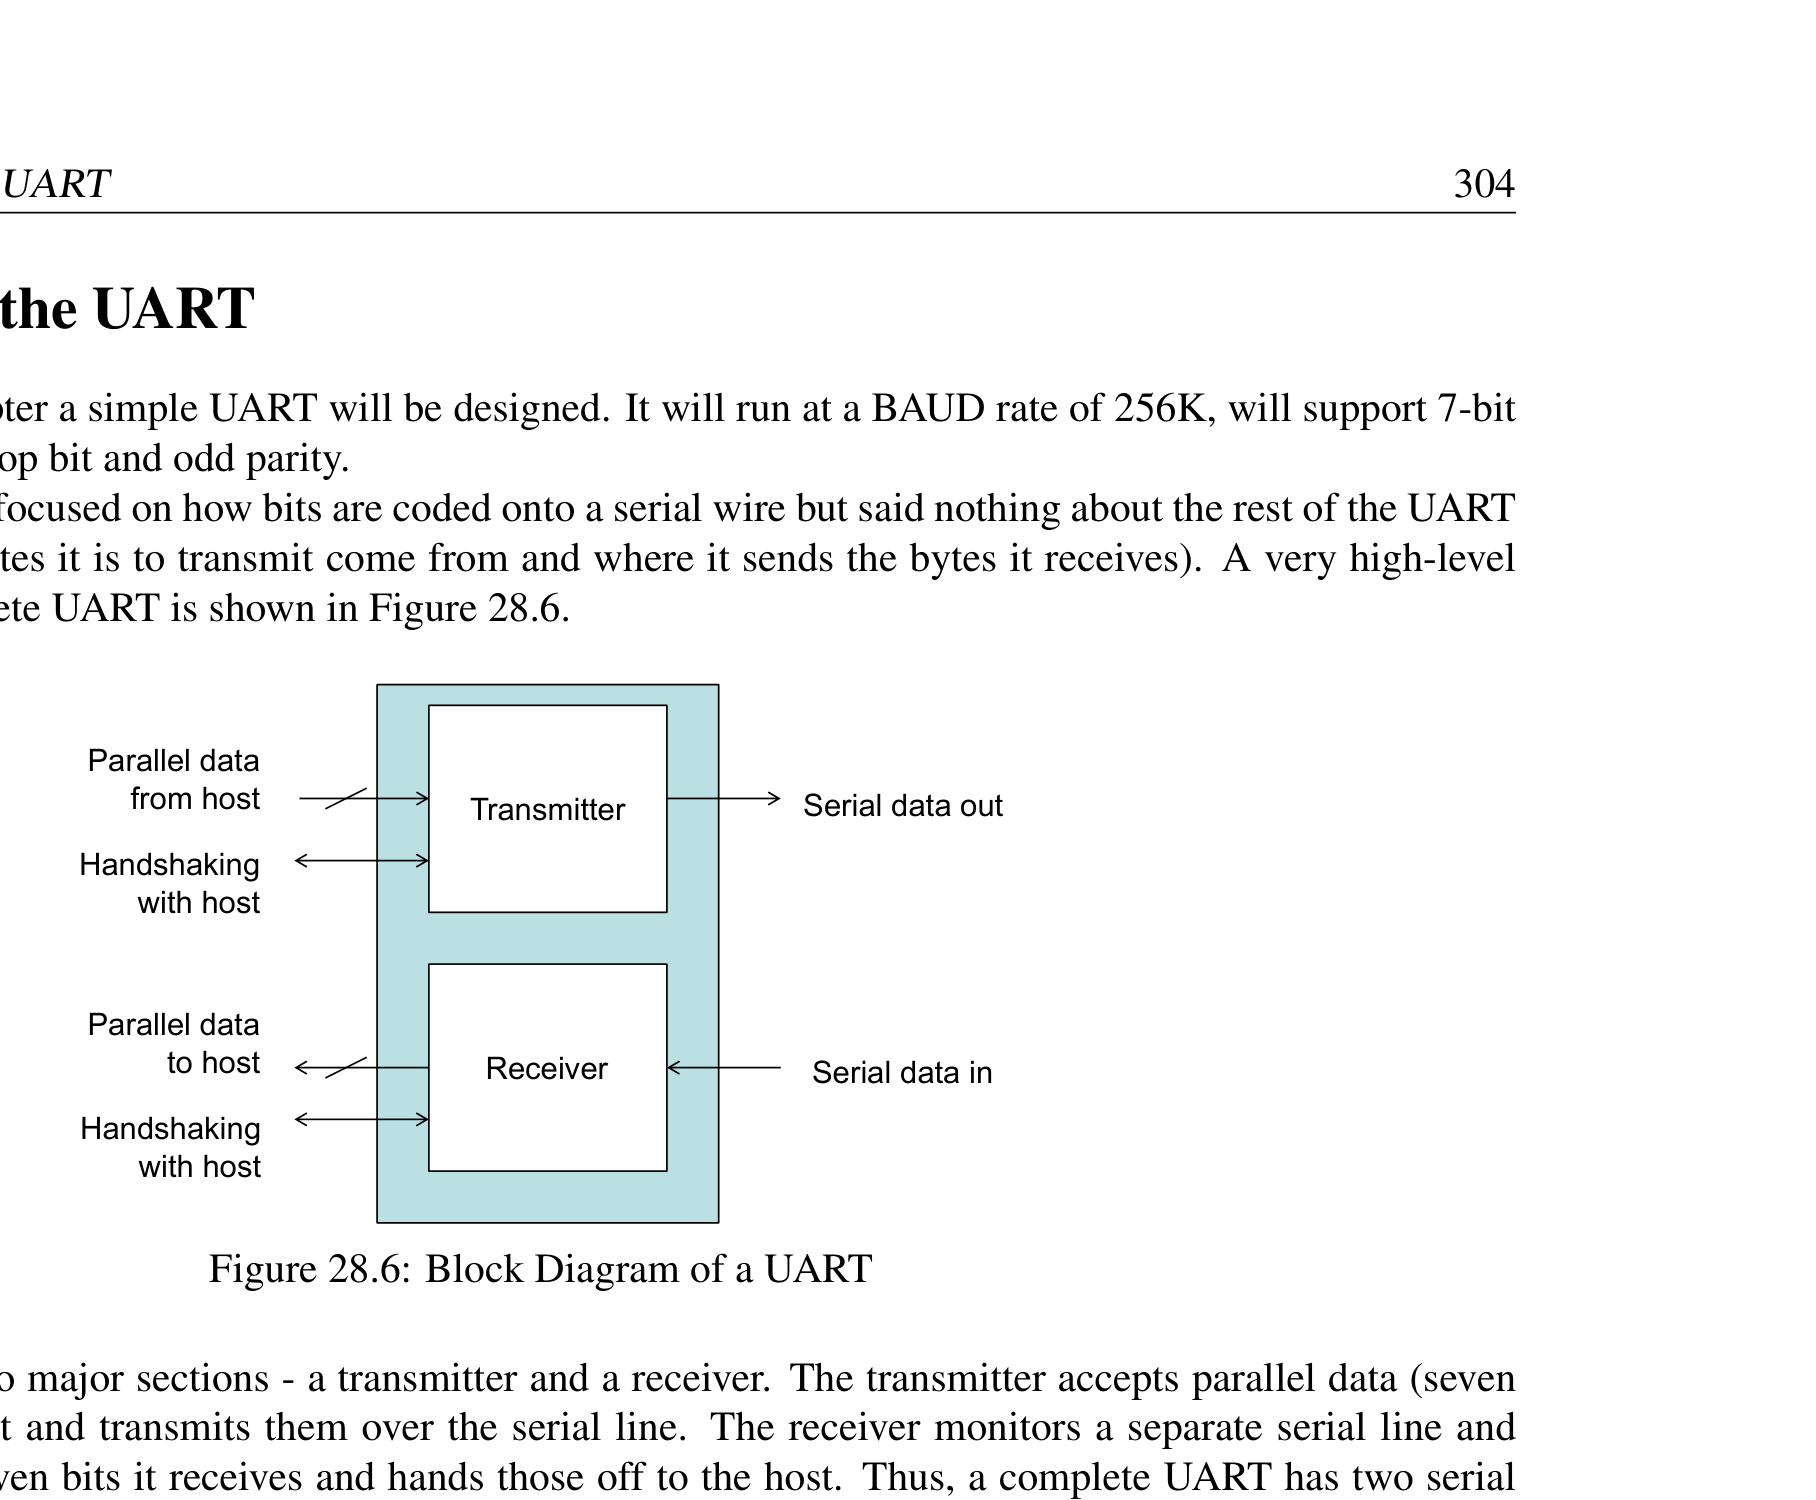 UART 304
the UART
ter a simple UART will be designed. It will run at a BAUD rate of 256K, will support 7-bit
op bit and odd parity.
focused on how bits are coded onto a serial wire but said nothing about the rest of the UART
tes it is to transmit come from and where it sends the bytes it receives). A very high-level
ete UART is shown in Figure 28.6.
Parallel data
from host
Transmitter
Serial data out
Handshaking
with host
Parallel data
to host
Receiver
Serial data in
Handshaking
with host
Figure 28.6: Block Diagram of a UART
o major sections - a transmitter and a receiver. The transmitter accepts parallel data (seven
t and transmits them over the serial line. The receiver monitors a separate serial line and
ven bits it receives and hands those off to the host. Thus, a complete UART has two serial